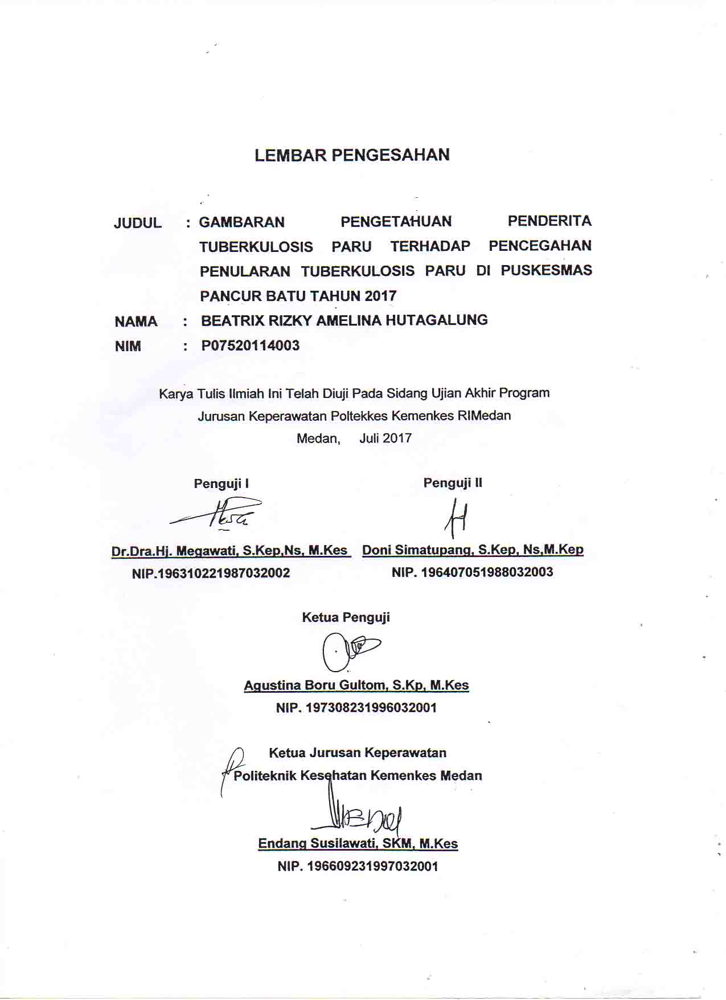 LEMBAR PENGESAHAN
JUDUL : GAMBARAN PENGETAHUAN PENDERITA
TUBERKULOSIS PARU TERHADAP PENCEGAHAN
PENULARAN TUBERKULOSIS PARU DI PUSKESMAS
PANCUR BATU TAHUN 2017
NAMA : BEATRIX RIZKY AMELINA HUTAGALUNG
NIM : P07520114003
Karya Tulis Ilmiah Ini Telah Diuji Pada Sidang Ujian Akhir Program
Jurusan Keperawatan Poltekkes Kemenkes RIMedan
Medan, Juli 2017
Penguji I Penguji II
Dr.Dra.Hj. Megawati, S.Kep,Ns, M.Kes Doni Simatupang, S.Kep, Ns,M.Kep
NIP.196310221987032002 NIP. 196407051988032003
Ketua Penguji
Agustina Boru Gultom, S.Kp, M.Kes
NIP. 197308231996032001
Ketua Jurusan Keperawatan
Politeknik Kesehatan Kemenkes Medan
Endang Susilawati, SKM, M.Kes
NIP. 196609231997032001